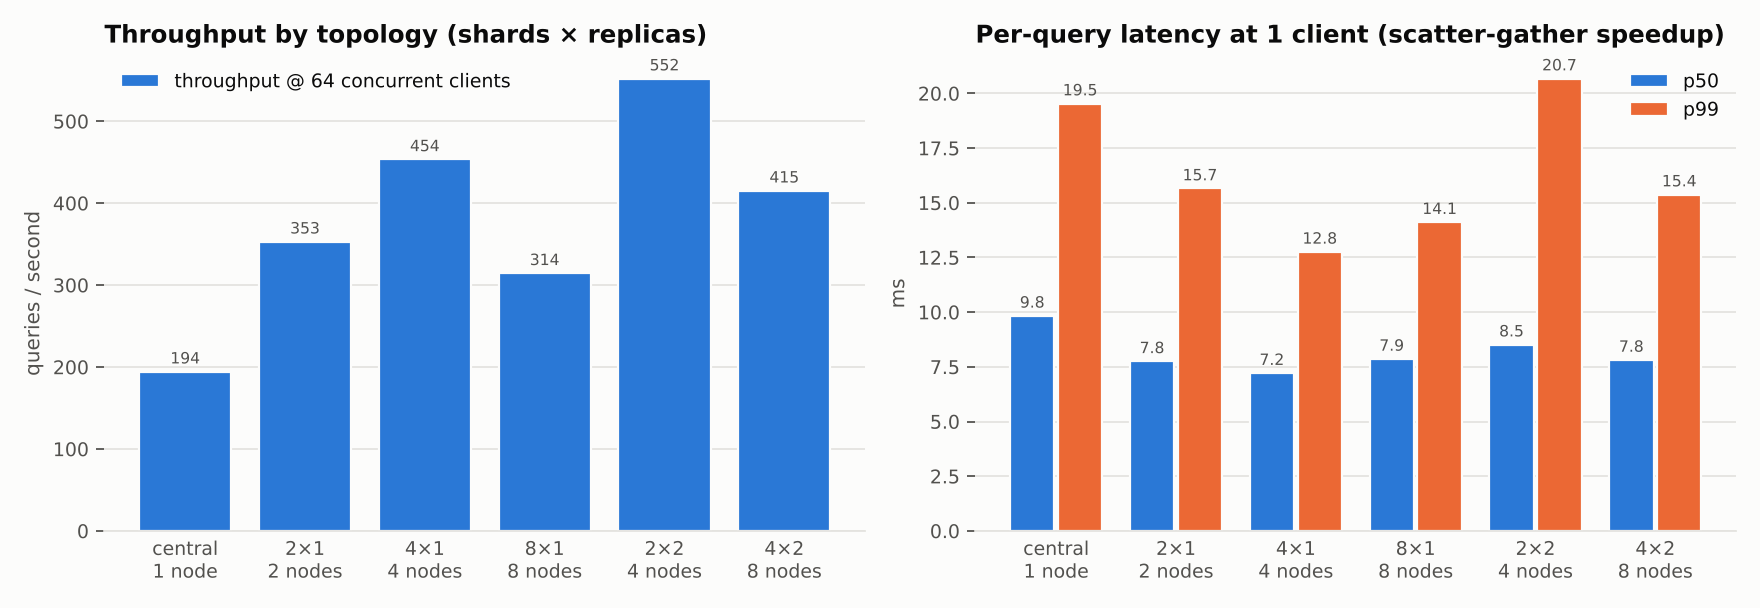 Throughput by topology (shards × replicas)
throughput @ 64 concurrent clients
queries / second
500
400
300
200
100
0
194
353
454
314
552
415
central
1 node
2×1
2 nodes
4×1
4 nodes
8×1
8 nodes
2×2
4 nodes
4×2
8 nodes
Per-query latency at 1 client (scatter-gather speedup)
p50
p99
ms
20.0
17.5
15.0
12.5
10.0
7.5
5.0
2.5
0.0
9.8
19.5
7.8
15.7
7.2
12.8
7.9
14.1
8.5
20.7
7.8
15.4
central
1 node
2×1
2 nodes
4×1
4 nodes
8×1
8 nodes
2×2
4 nodes
4×2
8 nodes